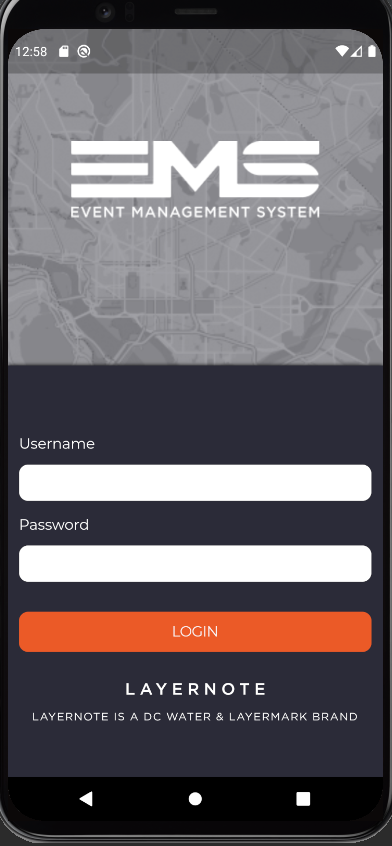 12:58
EMS
EVENT MANAGEMENT SYSTEM
Username
Password
LOGIN
LAYERNOTE
LAYERNOTE IS A DC WATER & LAYERMARK BRAND